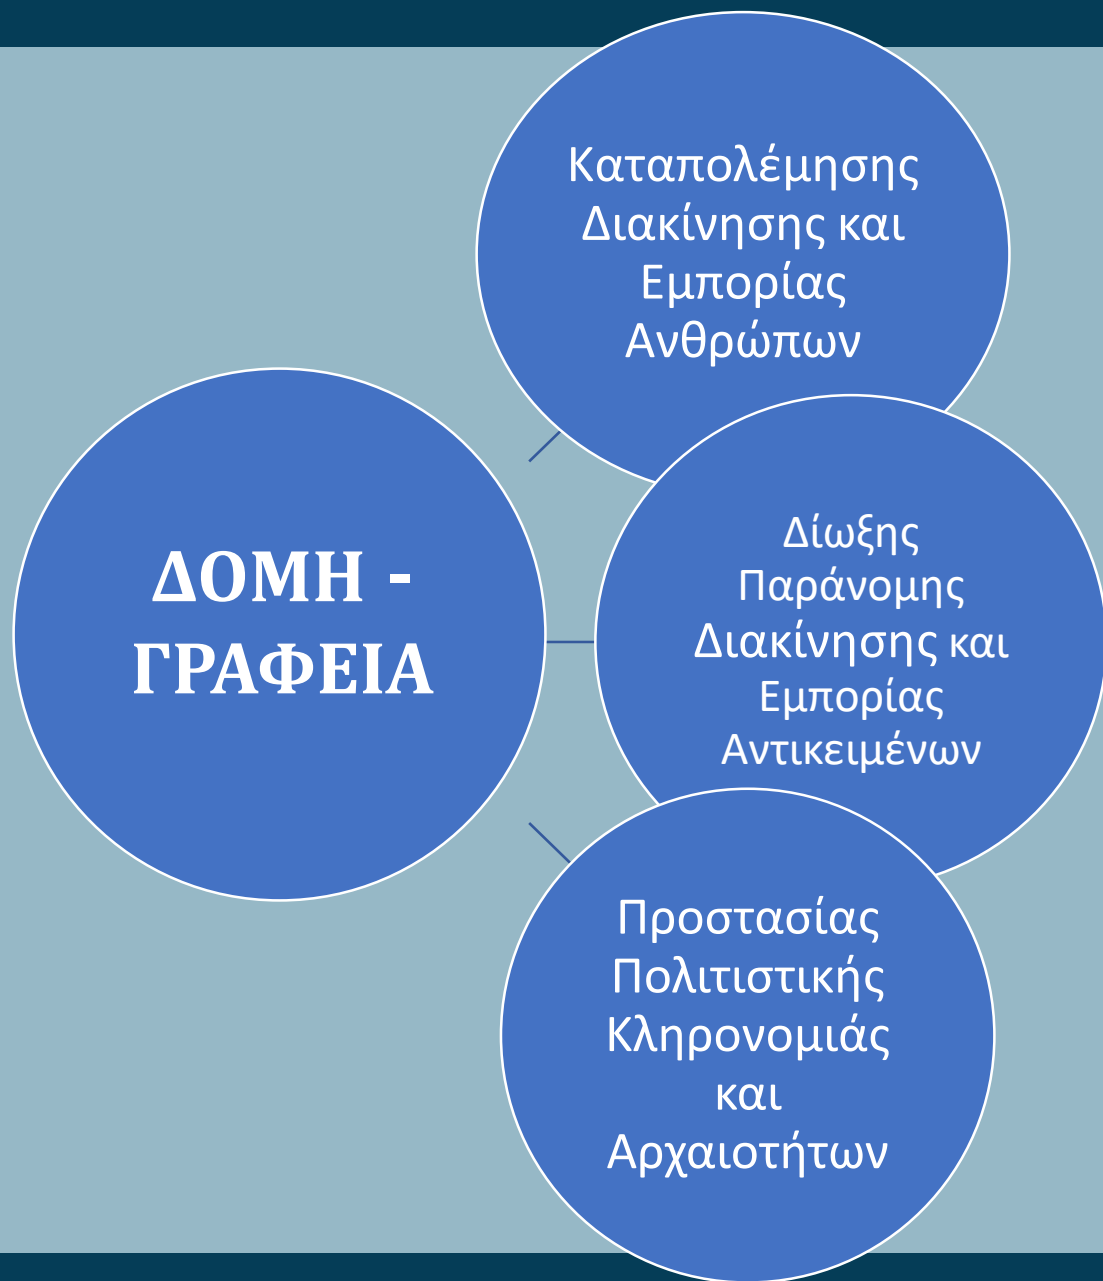 ΔΟΜΗ -
ΓΡΑΦΕΙΑ
Καταπολέμησης
Διακίνησης και
Εμπορίας
Ανθρώπων
Δίωξης
Παράνομης
Διακίνησης και
Εμπορίας
Αντικειμένων
Προστασίας
Πολιτιστικής
Κληρονομιάς
και
Αρχαιοτήτων